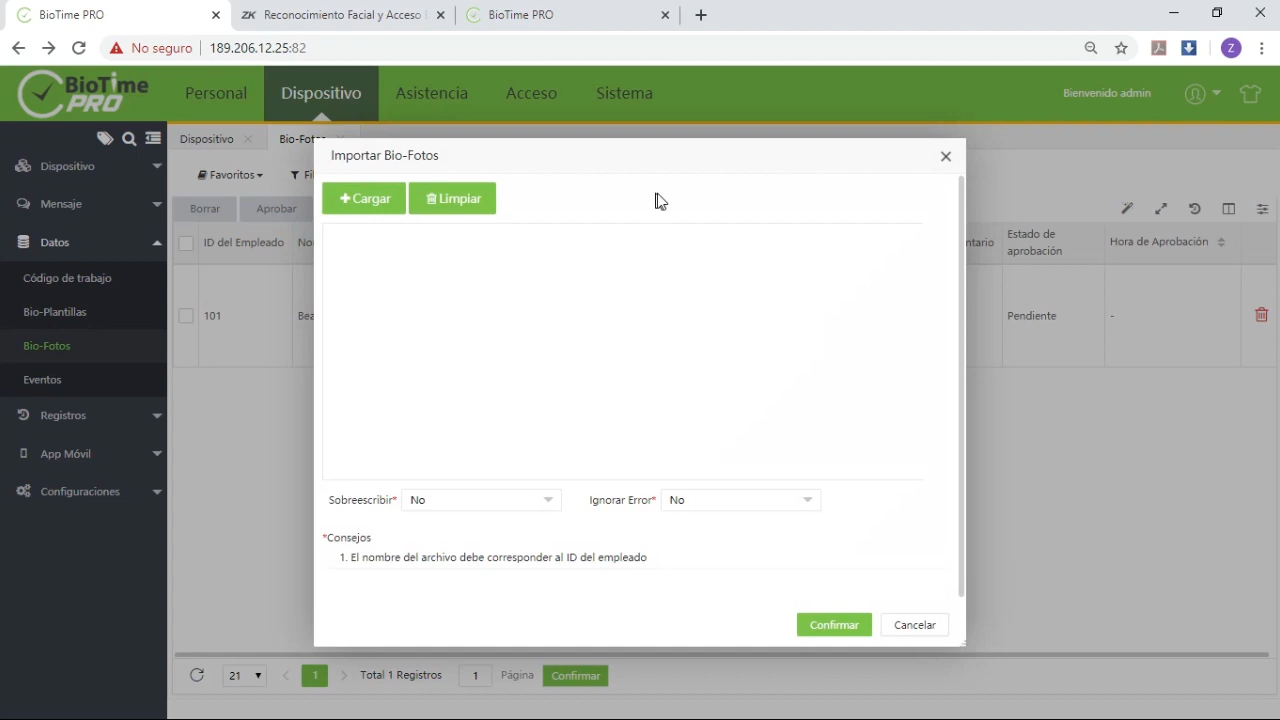 BioTime PRO
ZK Reconocimiento Facial y Acceso
BioTime PRO
No seguro
189.206.12.25:82
Z
BioTime
PRO
Personal
Dispositivo
Asistencia
Acceso
Sistema
Bienvenido admin
Dispositivo
Mensaje
Datos
Código de trabajo
Bio-Plantillas
Bio-Fotos
Eventos
Registros
App Móvil
Configuraciones
Dispositivo
Favoritos
Borrar
Aprobar
ID del Empleado
Estado de
aprobación
Hora de Aprobación
101
Pendiente
-
Importar Bio-Fotos
Cargar
Limpiar
Sobreescribir*
No
Ignorar Error*
No
*Consejos
1. El nombre del archivo debe corresponder al ID del empleado
Confirmar
Cancelar
21
1
Total 1 Registros
1
Página
Confirmar